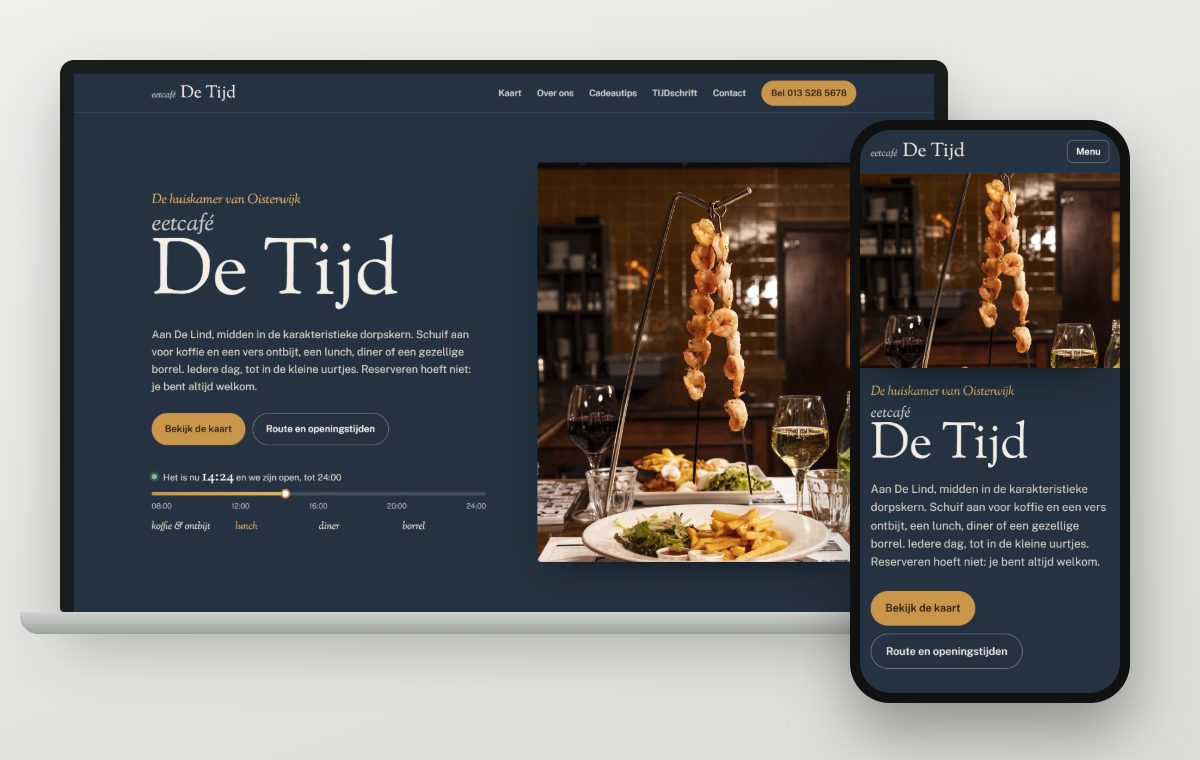 eetcafé De Tijd
Kaart Over ons Cadeautips TIJDschrift Contact Bel 013 528 5678
De huiskamer van Oisterwijk
eetcafé
De Tijd
Aan De Lind, midden in de karakteristieke dorpskern. Schuif aan
voor koffie en een vers ontbijt, een lunch, diner of een gezellige
borrel. Iedere dag, tot in de kleine uurtjes. Reserveren hoeft niet:
je bent altijd welkom.
Bekijk de kaart Route en openingstijden
Het is nu 14:24 en we zijn open, tot 24:00
08:00 12:00 16:00 20:00 24:00
koffie & ontbijt lunch diner borrel
eetcafé De Tijd Menu
De huiskamer van Oisterwijk
eetcafé
De Tijd
Aan De Lind, midden in de karakteristieke
dorpskern. Schuif aan voor koffie en een vers
ontbijt, een lunch, diner of een gezellige
borrel. Iedere dag, tot in de kleine uurtjes.
Reserveren hoeft niet: je bent altijd welkom.
Bekijk de kaart
Route en openingstijden